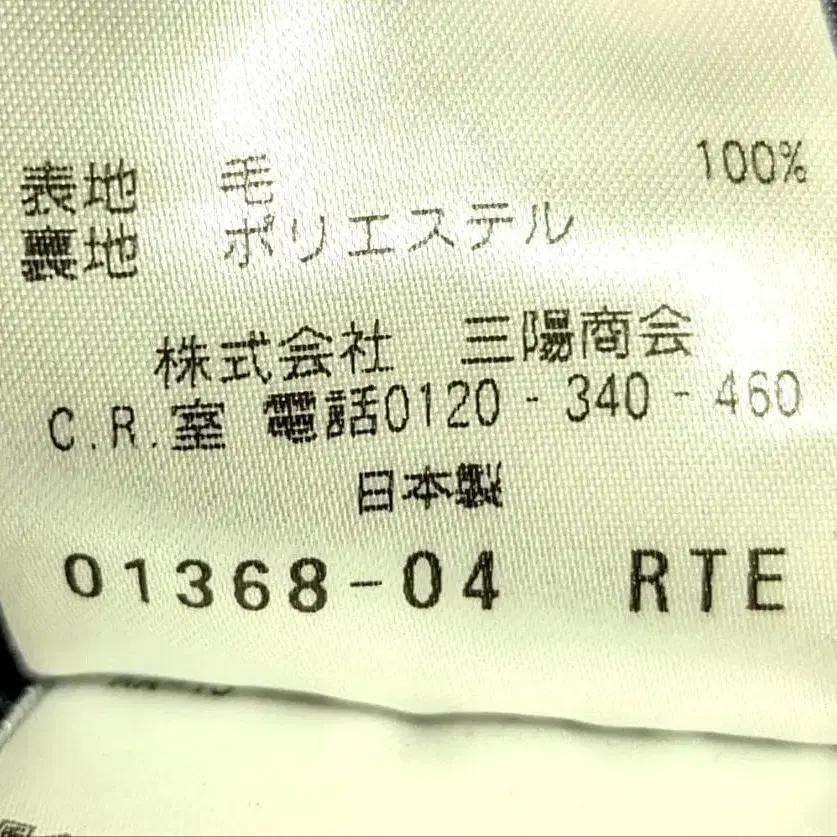 表地 毛 100%
裏地 ポリエステル
株式会社 三陽商会
C.R.室 電話0120-340-460
日本製
01368-04 RTE